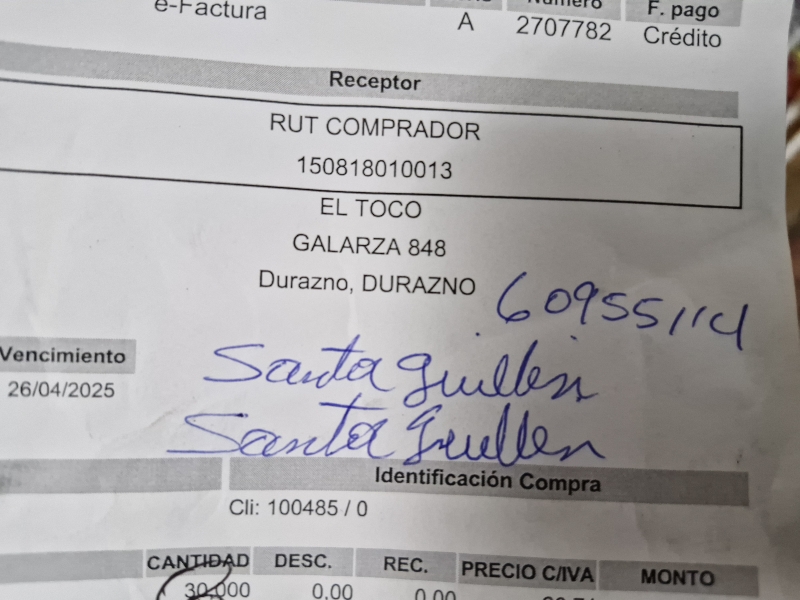 e-Factura
A 2707782 Crédito
Número F. pago
Receptor
RUT COMPRADOR
150818010013
EL TOCO
GALARZA 848
Durazno, DURAZNO
60955114
Vencimiento
26/04/2025
Santa Guillen
Santa Guillen
Identificación Compra
Cli: 100485 / 0
CANTIDAD DESC. REC. PRECIO C/IVA MONTO
30.000 0.00 0.00